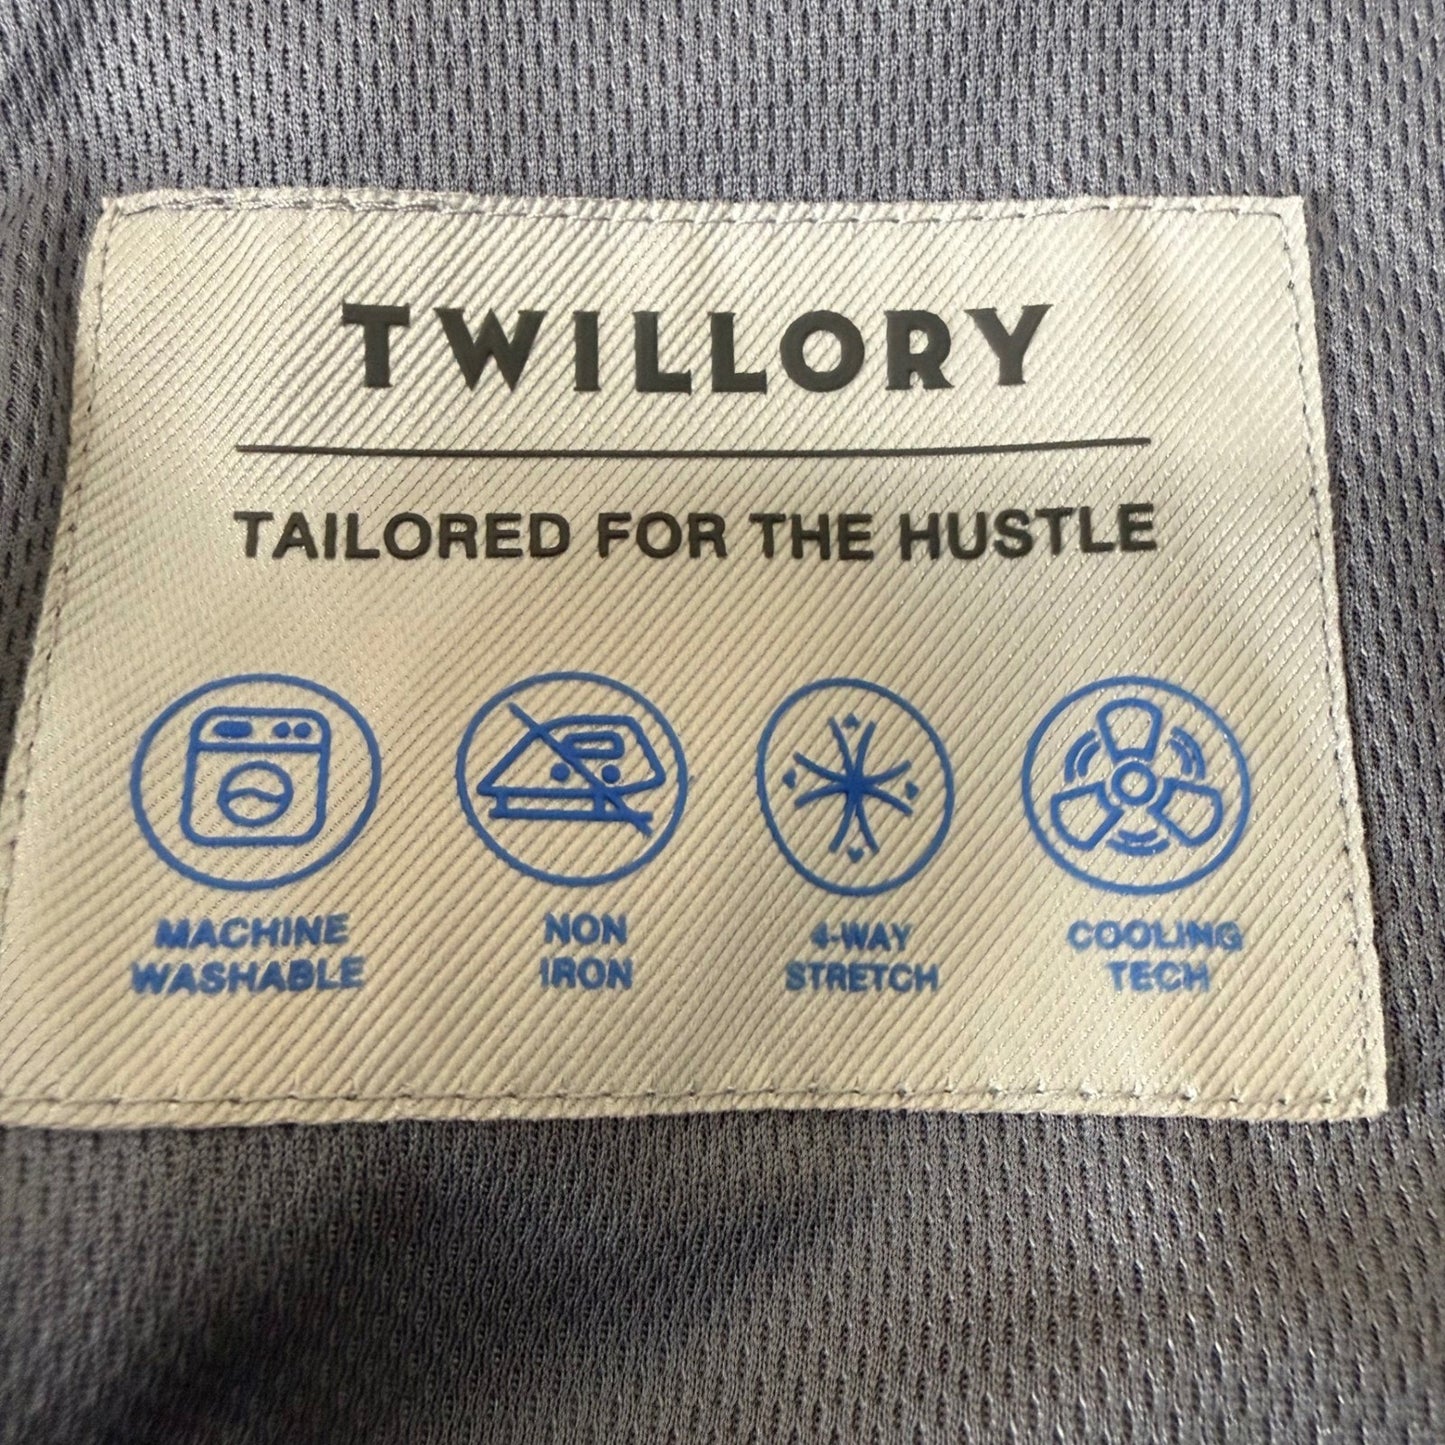 TWILLORY
TAILORED FOR THE HUSTLE
MACHINE
WASHABLE
NON
IRON
4-WAY
STRETCH
COOLING
TECH